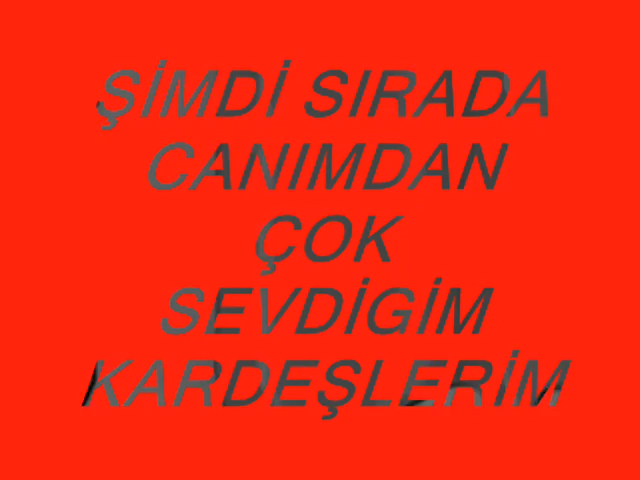 ŞİMDİ SIRADA
CANIMDAN
ÇOK
SEVDİGİM
KARDEŞLERİM